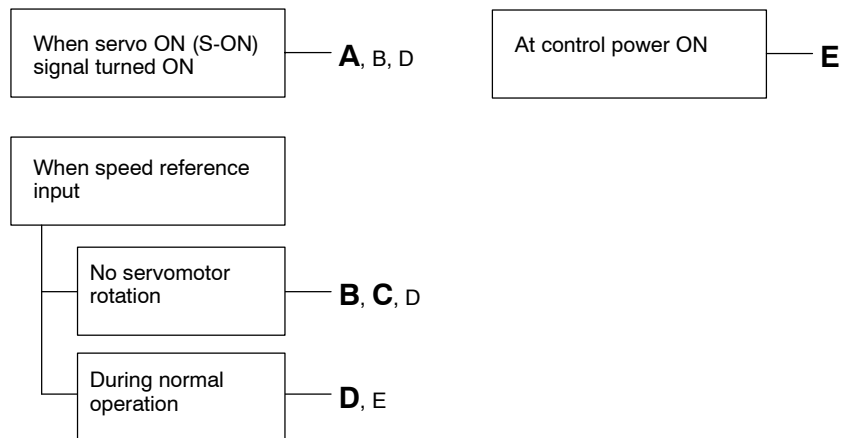 When servo ON (S-ON)
signal turned ON
A, B, D
At control power ON
E
When speed reference
input
No servomotor
rotation
B, C, D
During normal
operation
D, E